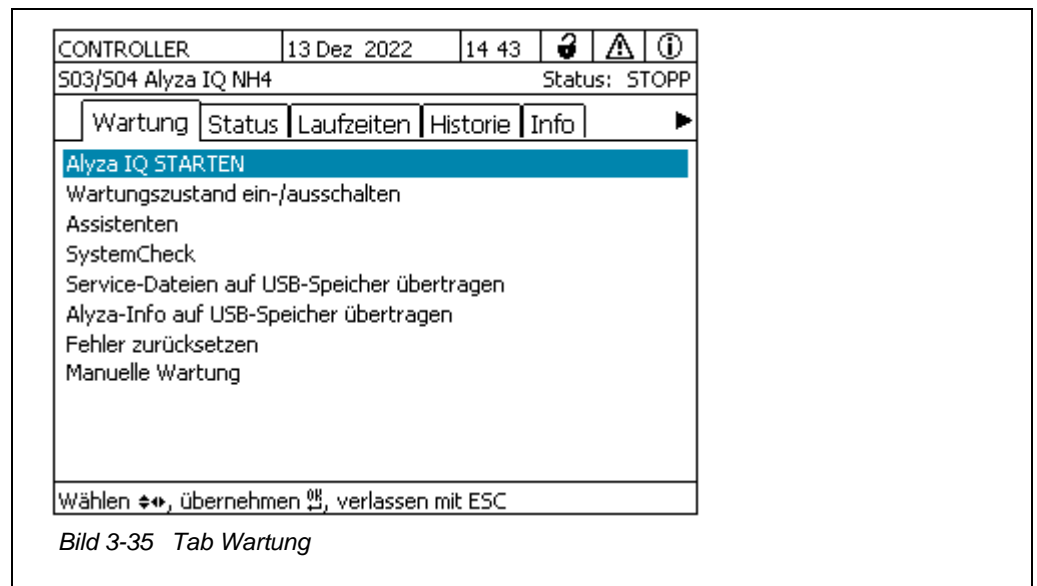 CONTROLLER 13 Dez 2022 14 43
S03/S04 Alyza IQ NH4 Status: STOPP
Wartung Status Laufzeiten Historie Info
Alyza IQ STARTEN
Wartungszustand ein-/ausschalten
Assistenten
SystemCheck
Service-Dateien auf USB-Speicher übertragen
Alyza-Info auf USB-Speicher übertragen
Fehler zurücksetzen
Manuelle Wartung
Wählen, übernehmen OK, verlassen mit ESC
Bild 3-35 Tab Wartung